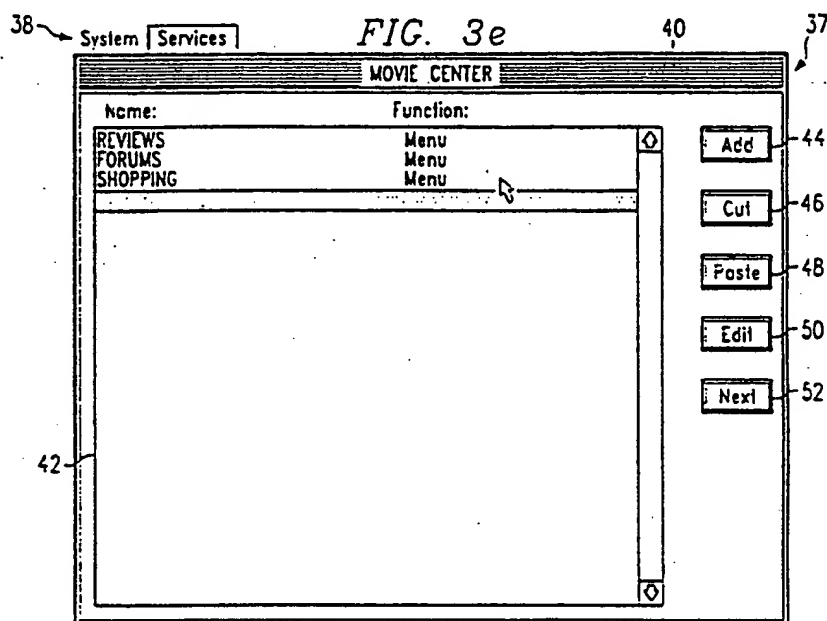 38 System Services FIG. 3e 40 37
MOVIE CENTER
Name: Function:
REVIEWS Menu
FORUMS Menu
SHOPPING Menu
Add 44
Cut 46
Paste 48
Edit 50
Next 52
42